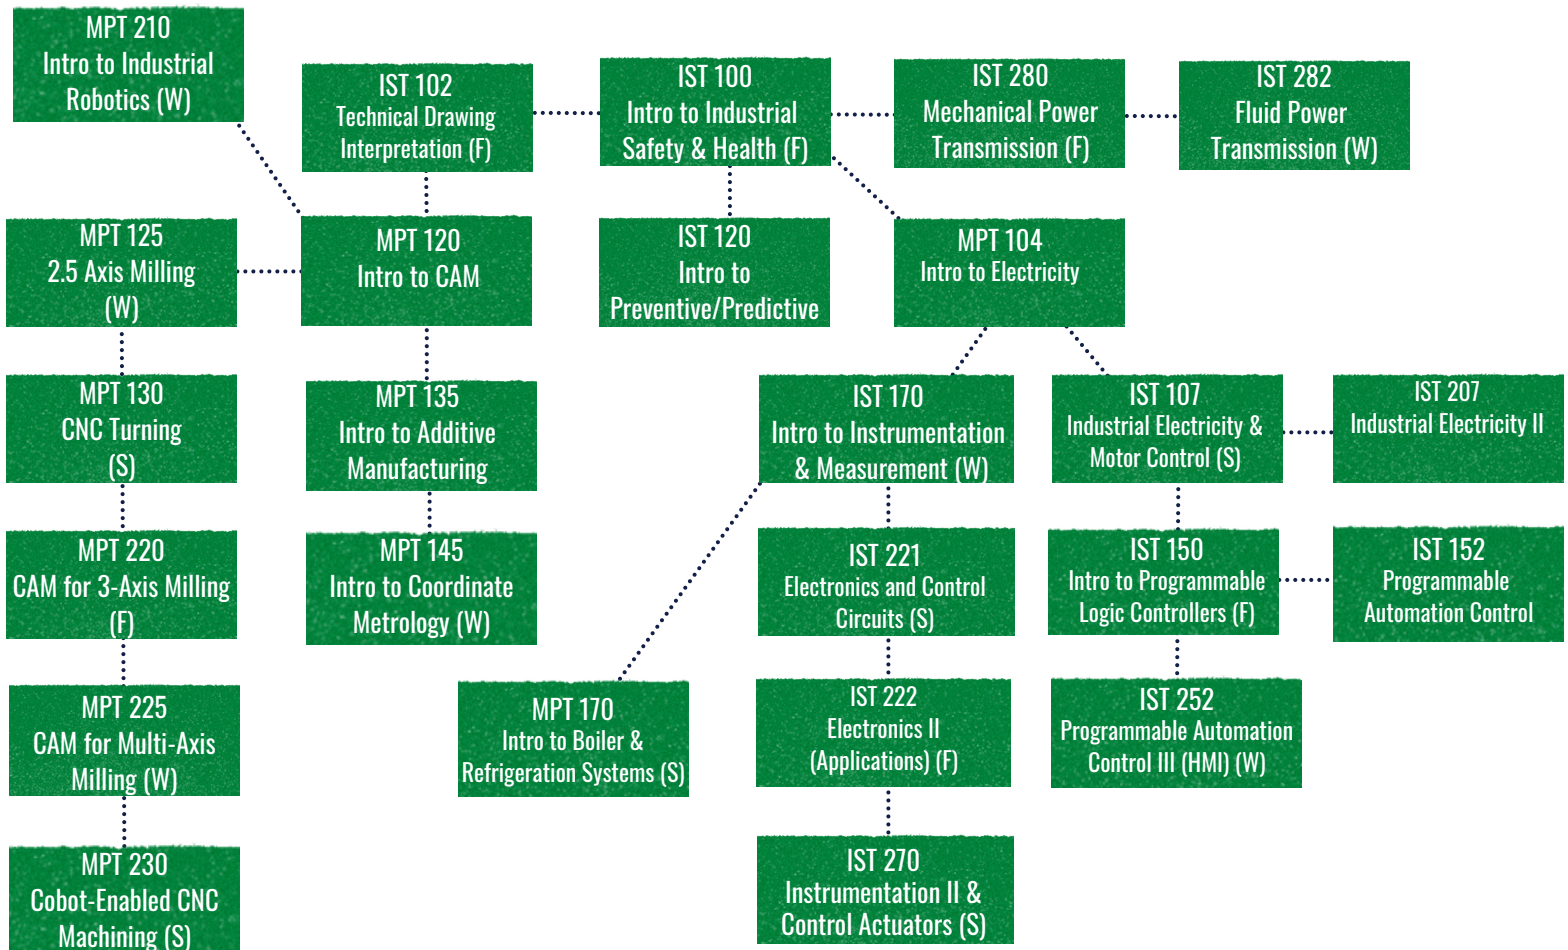 MPT 210
Intro to Industrial
Robotics (W)
IST 102
Technical Drawing
Interpretation (F)
IST 100
Intro to Industrial
Safety & Health (F)
IST 280
Mechanical Power
Transmission (F)
IST 282
Fluid Power
Transmission (W)
MPT 125
2.5 Axis Milling
(W)
MPT 120
Intro to CAM
IST 120
Intro to
Preventive/Predictive
MPT 104
Intro to Electricity
MPT 130
CNC Turning
(S)
MPT 135
Intro to Additive
Manufacturing
IST 170
Intro to Instrumentation
& Measurement (W)
IST 107
Industrial Electricity &
Motor Control (S)
IST 207
Industrial Electricity II
MPT 220
CAM for 3-Axis Milling
(F)
MPT 145
Intro to Coordinate
Metrology (W)
IST 221
Electronics and Control
Circuits (S)
IST 150
Intro to Programmable
Logic Controllers (F)
IST 152
Programmable
Automation Control
MPT 225
CAM for Multi-Axis
Milling (W)
MPT 170
Intro to Boiler &
Refrigeration Systems (S)
IST 222
Electronics II
(Applications) (F)
IST 252
Programmable Automation
Control III (HMI) (W)
MPT 230
Cobot-Enabled CNC
Machining (S)
IST 270
Instrumentation II &
Control Actuators (S)